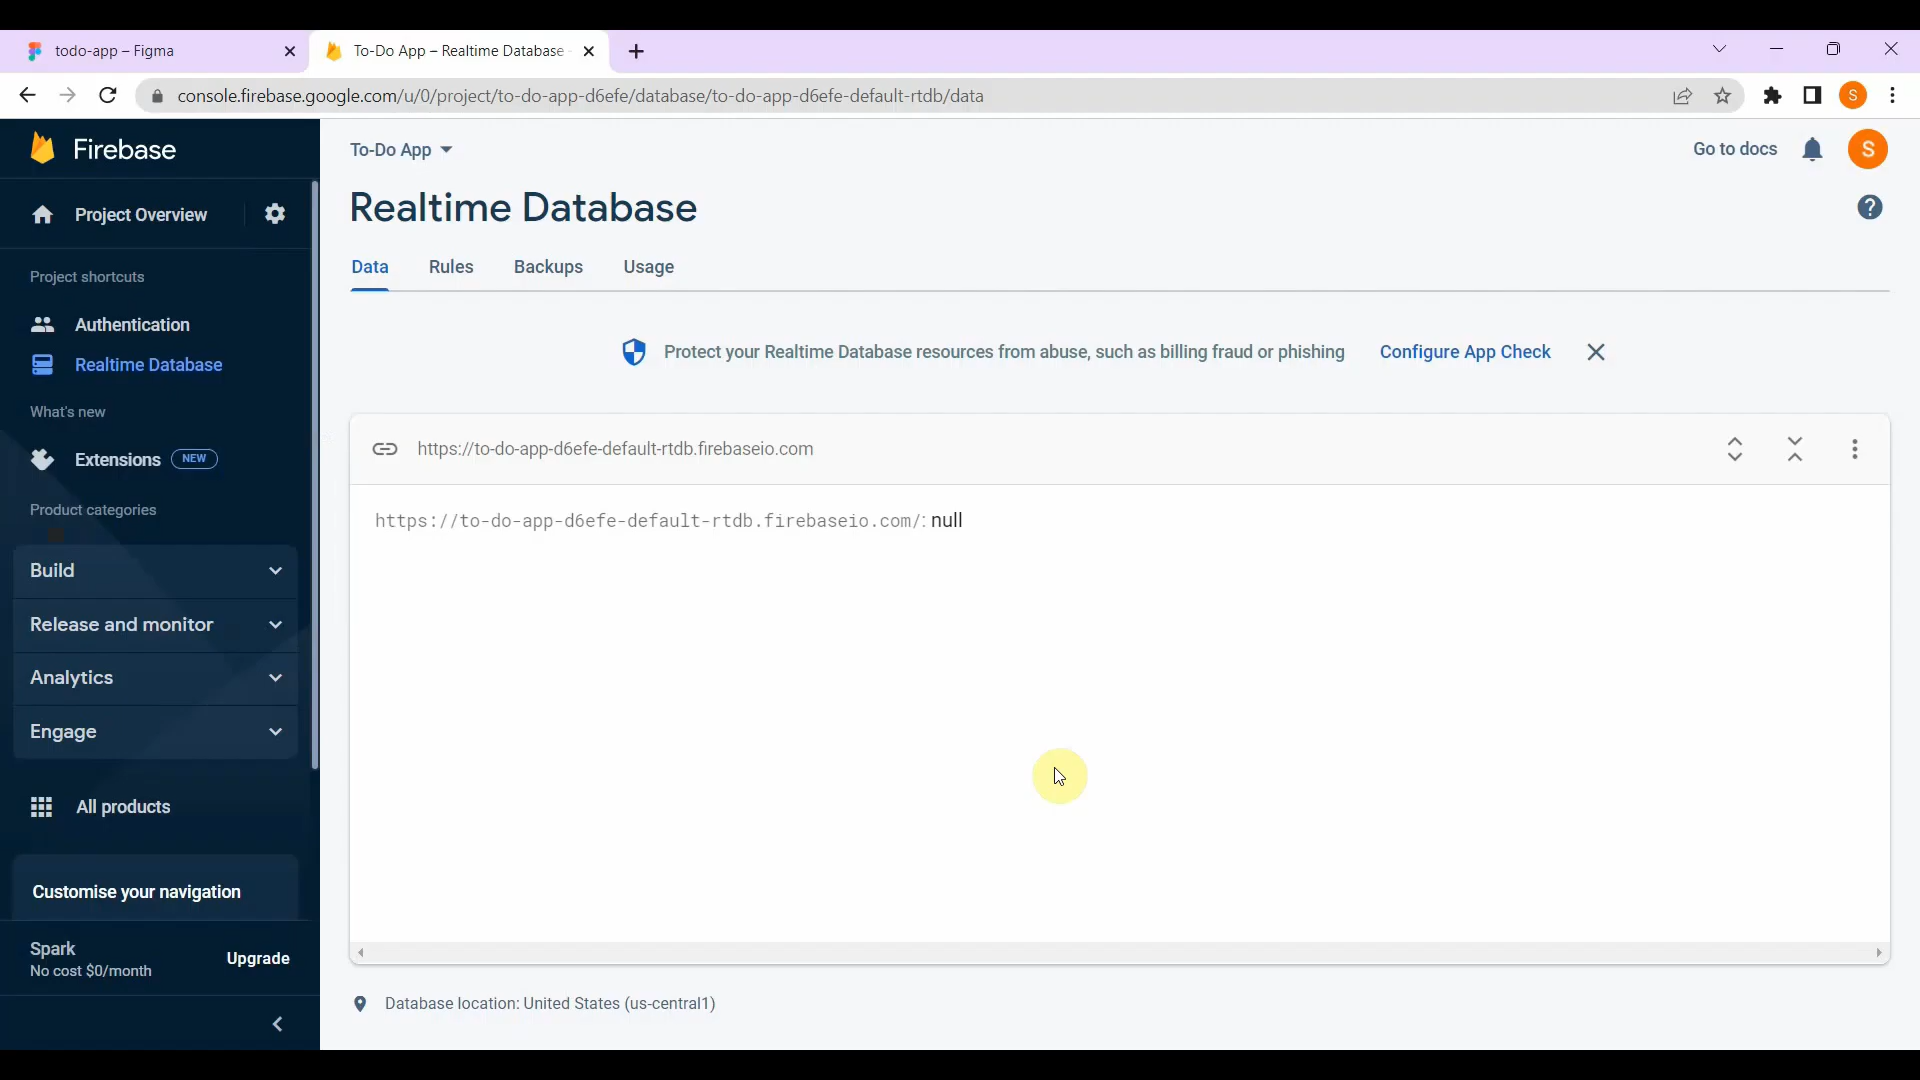 todo-app – Figma
To-Do App – Realtime Database
console.firebase.google.com/u/0/project/to-do-app-d6efe/database/to-do-app-d6efe-default-rtdb/data
S
Firebase
To-Do App
Go to docs
S
Project Overview
Realtime Database
?
Data Rules Backups Usage
Project shortcuts
Authentication
Realtime Database
Protect your Realtime Database resources from abuse, such as billing fraud or phishing Configure App Check
What's new
Extensions NEW
https://to-do-app-d6efe-default-rtdb.firebaseio.com
Product categories
https://to-do-app-d6efe-default-rtdb.firebaseio.com/: null
Build
Release and monitor
Analytics
Engage
All products
Customise your navigation
Spark
No cost $0/month
Upgrade
Database location: United States (us-central1)